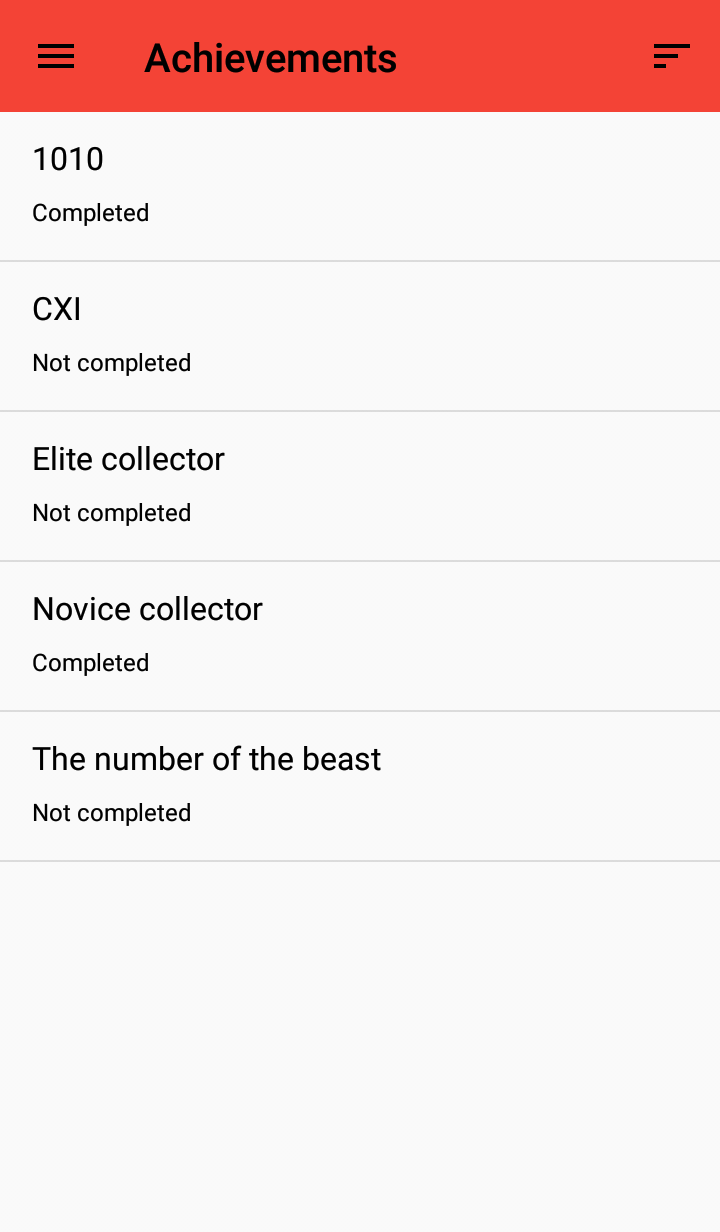 Achievements
1010
Completed
CXI
Not completed
Elite collector
Not completed
Novice collector
Completed
The number of the beast
Not completed